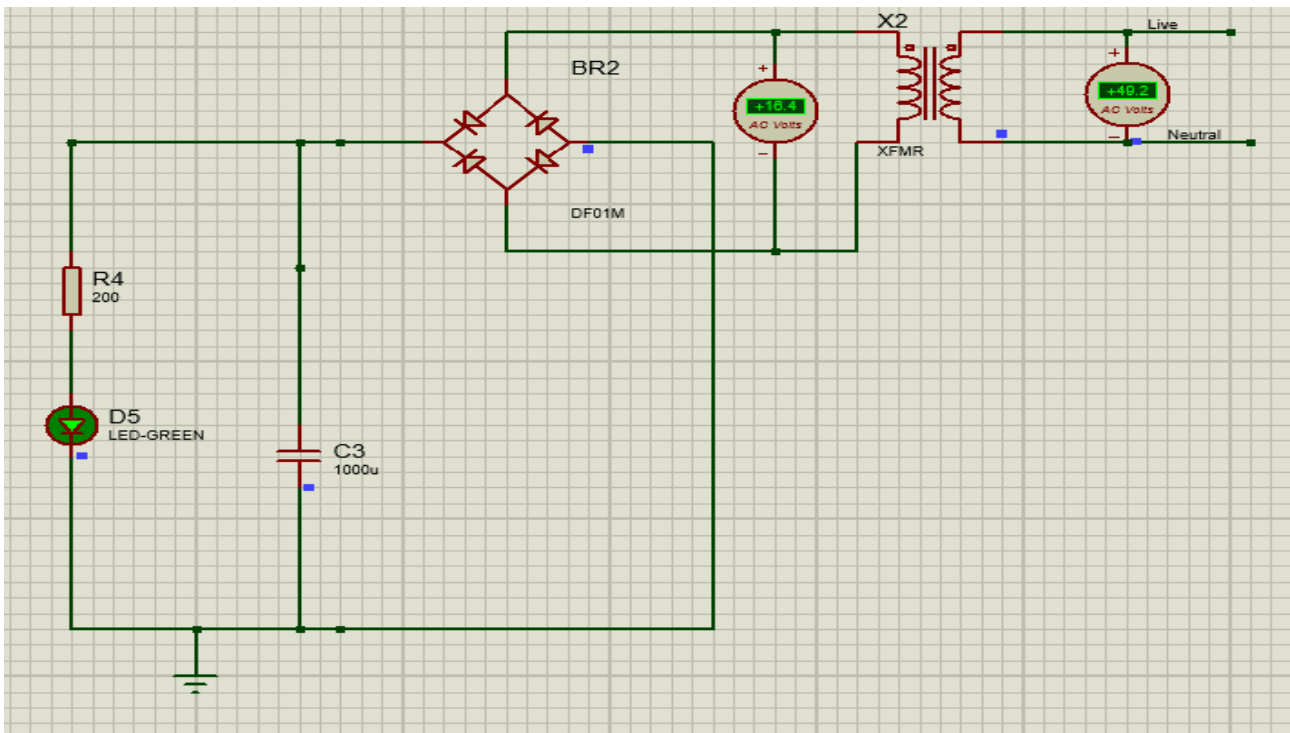 X2
Live
BR2
+
+
+16.4
AC Volts
+49.2
AC Volts
–
–
Neutral
XFMR
DF01M
R4
200
D5
LED-GREEN
C3
1000u